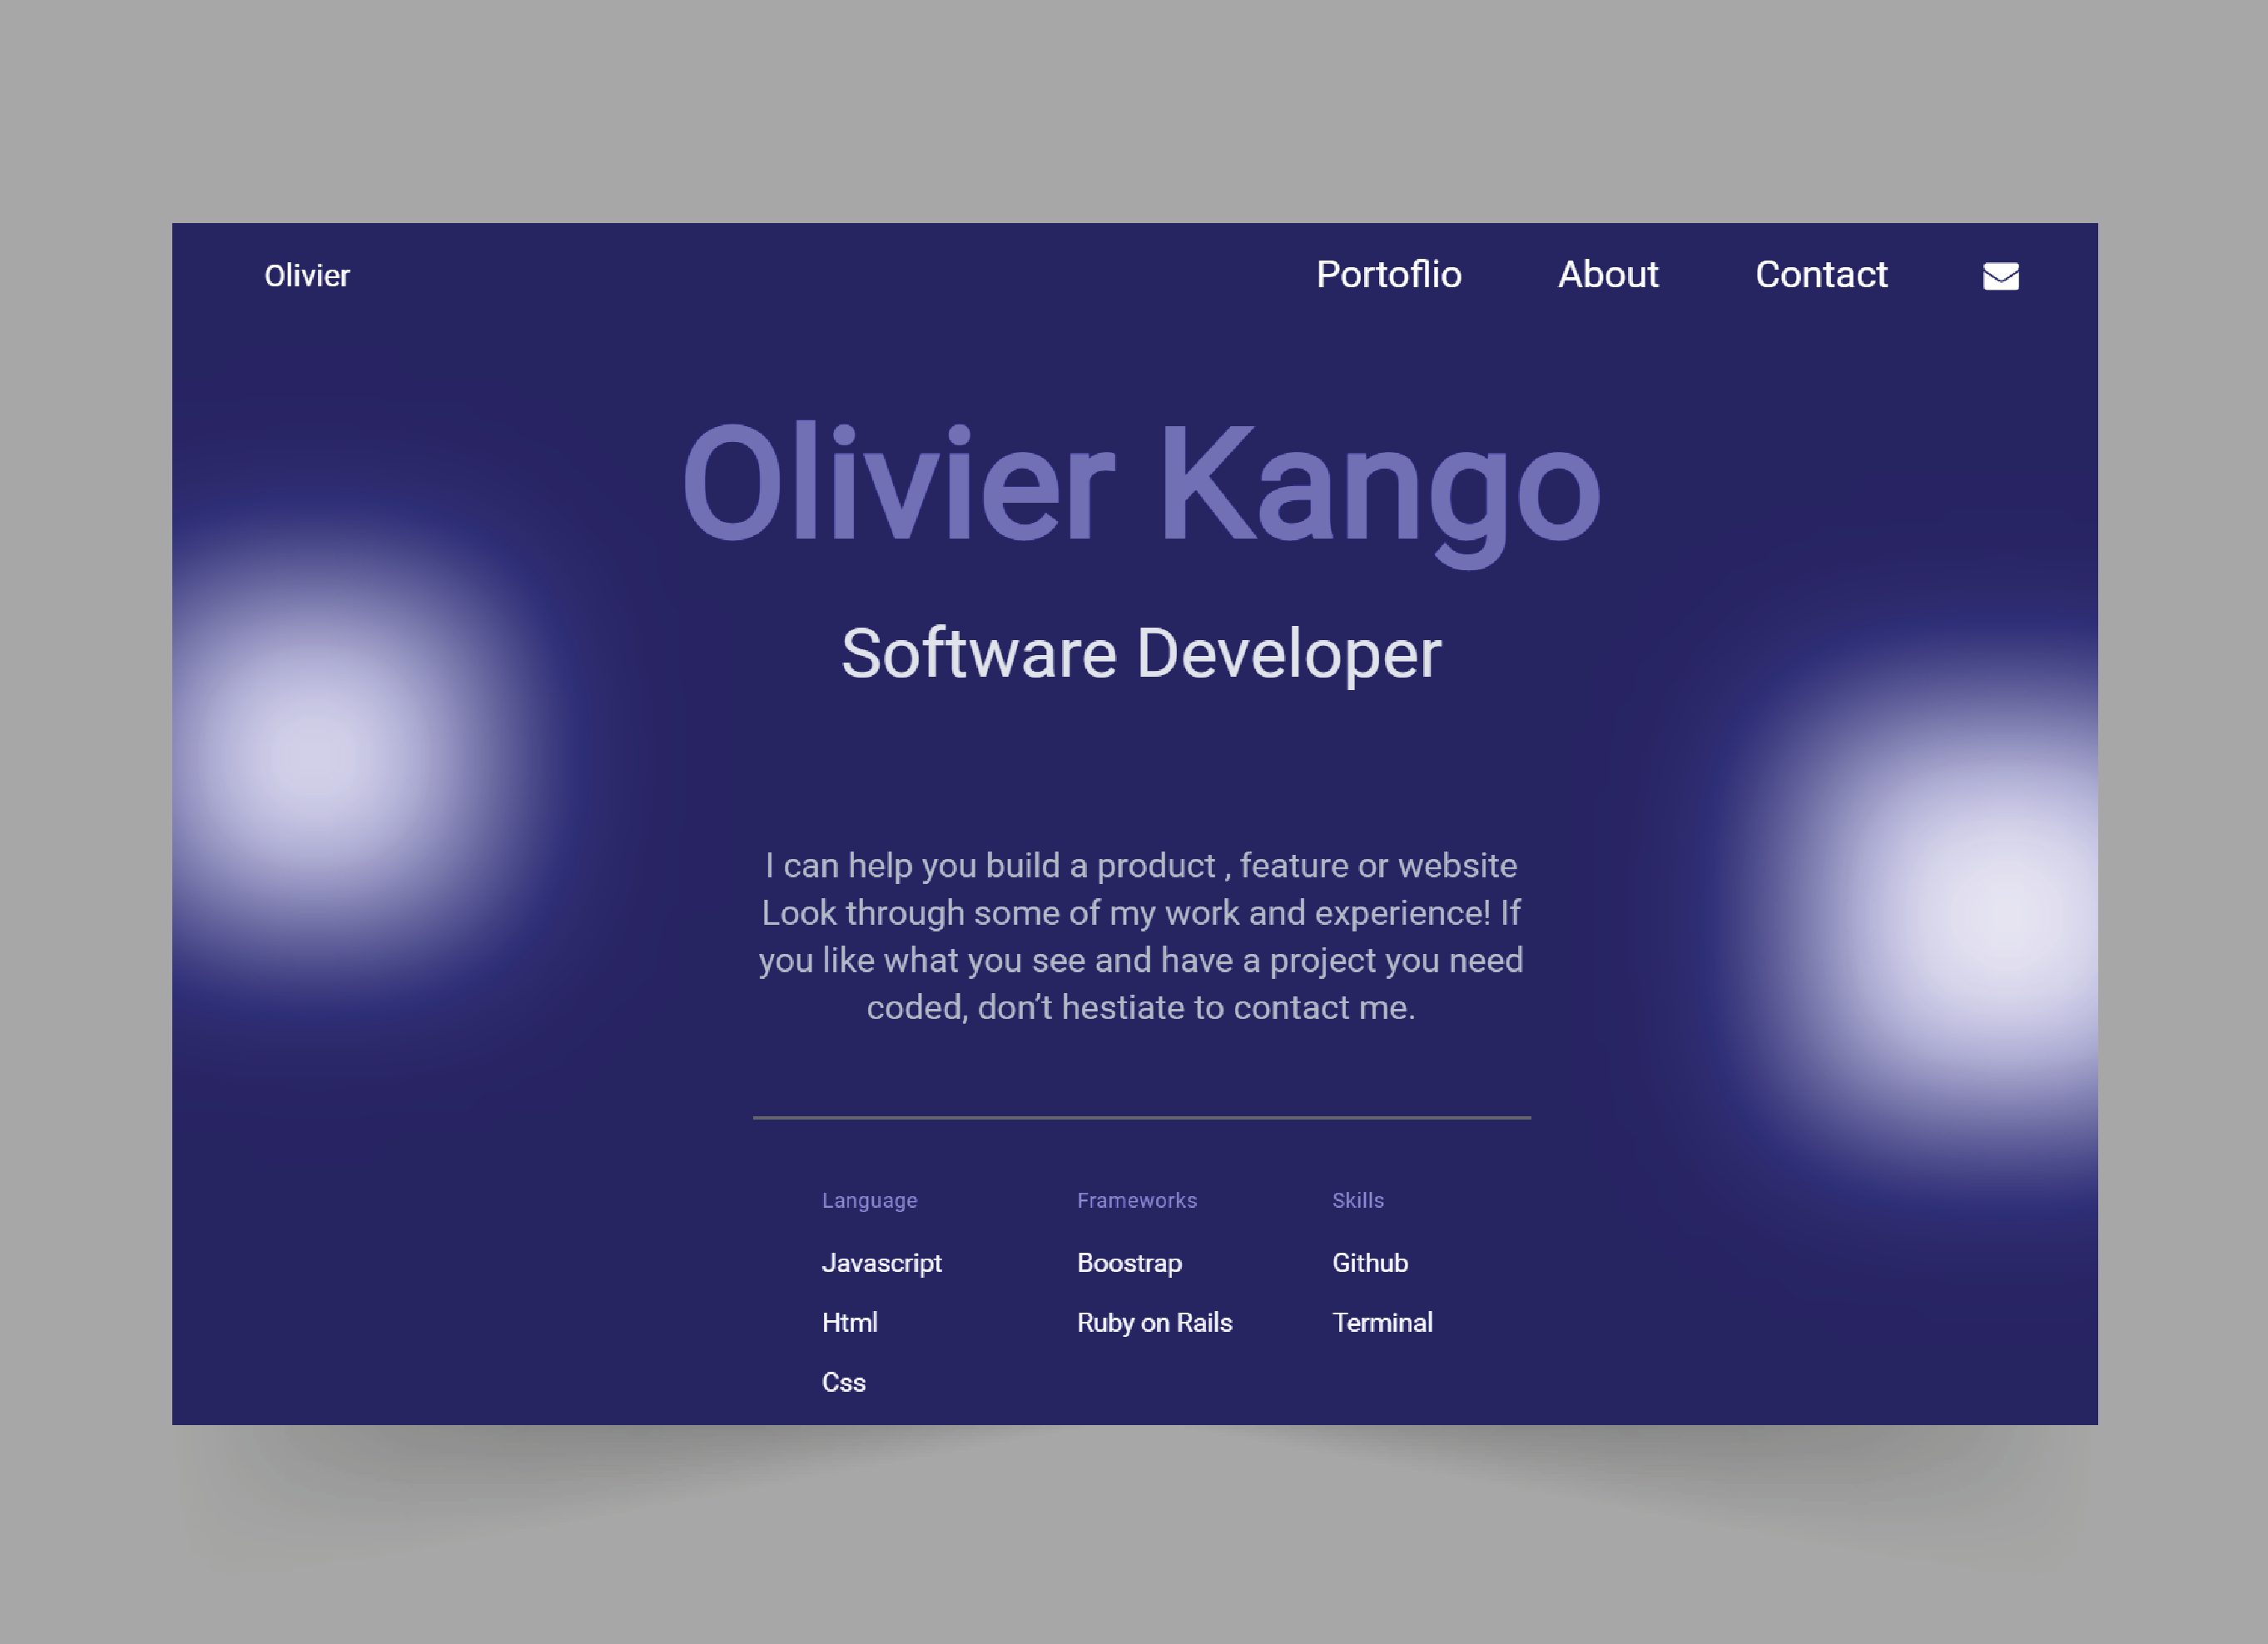 Olivier
Portoflio
About
Contact
Olivier Kango
Software Developer
I can help you build a product , feature or website
Look through some of my work and experience! If
you like what you see and have a project you need
coded, don’t hestiate to contact me.
Language
Javascript
Html
Css
Frameworks
Boostrap
Ruby on Rails
Skills
Github
Terminal